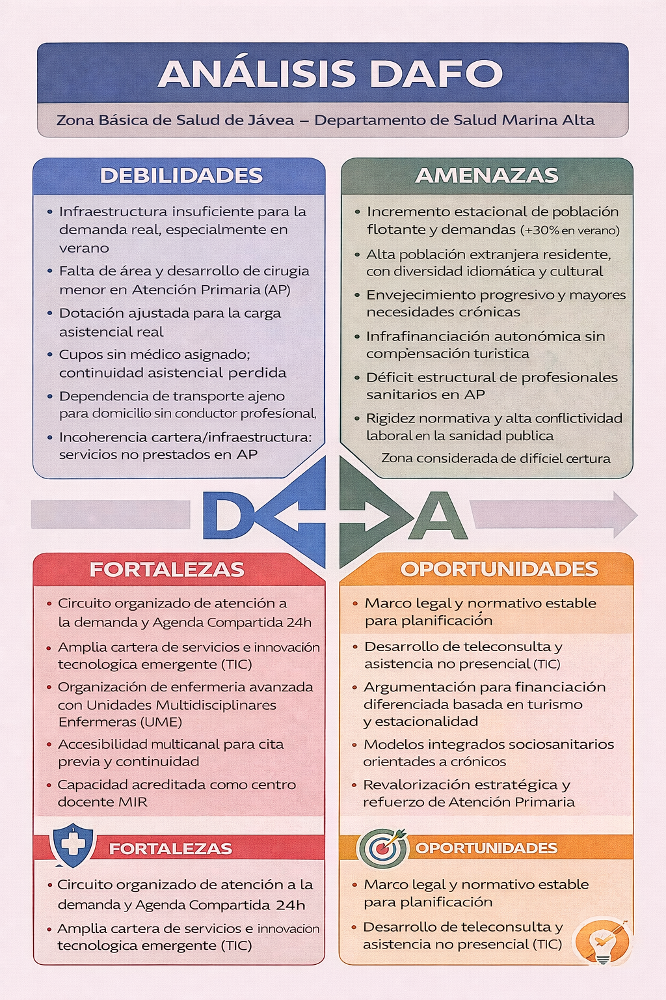 ANÁLISIS DAFO
Zona Básica de Salud de Jávea – Departamento de Salud Marina Alta
DEBILIDADES
• Infraestructura insuficiente para la
demanda real, especialmente en
verano
• Falta de área y desarrollo de cirugia
menor en Atención Primaria (AP)
• Dotación ajustada para la carga
asistencial real
• Cupos sin médico asignado;
continuidad asistencial perdida
• Dependencia de transporte ajeno
para domicilio sin conductor profesional,
• Incoherencia cartera/infraestructura:
servicios no prestados en AP
AMENAZAS
• Incremento estacional de población
flotante y demandas (+30% en verano)
• Alta población extranjera residente,
con diversidad idiomática y cultural
• Envejecimiento progresivo y mayores
necesidades crónicas
• Infrafinanciación autonómica sin
compensación turistica
• Déficit estructural de profesionales
sanitarios en AP
• Rigidez normativa y alta conflictividad
laboral en la sanidad publica
Zona considerada de difíciel certura
D A
FORTALEZAS
• Circuito organizado de atención a
la demanda y Agenda Compartida 24h
• Amplia cartera de servicios e innovación
tecnologica emergente (TIC)
• Organización de enfermeria avanzada
con Unidades Multidisciplinares
Enfermeras (UME)
• Accesibilidad multicanal para cita
previa y continuidad
• Capacidad acreditada como centro
docente MIR
OPORTUNIDADES
• Marco legal y normativo estable
para planificación
• Desarrollo de teleconsulta y
asistencia no presencial (TIC)
• Argumentación para financiación
diferenciada basada en turismo
y estacionalidad
• Modelos integrados sociosanitarios
orientades a crónicos
• Revalorización estratégica y
refuerzo de Atención Primaria
FORTALEZAS
• Circuito organizado de atención a la
demanda y Agenda Compartida 24h
• Amplia cartera de servicios e innovacion
tecnologica emergente (TIC)
OPORTUNIDADES
• Marco legal y normativo estable
para planificación
• Desarrollo de teleconsulta y
asistencia no presencial (TIC)